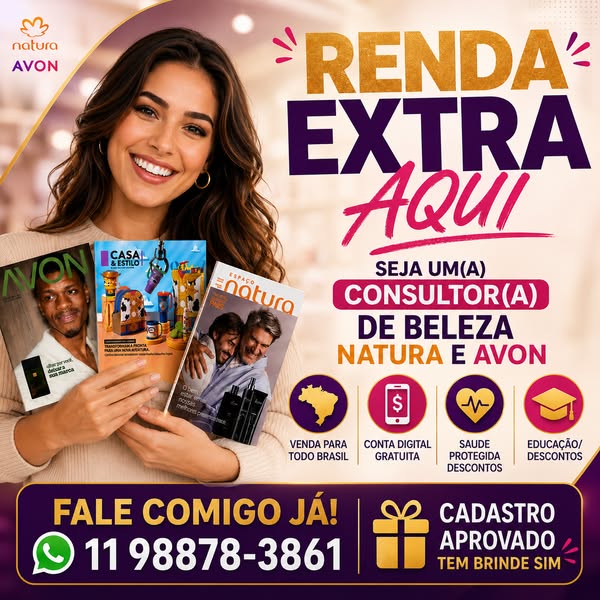 natura
AVON
RENDA
EXTRA
AQUI
SEJA UM(A)
CONSULTOR(A)
DE BELEZA
NATURA E AVON
AVON
CASA
& ESTILO
ESPAÇO
natura
VENDA PARA
TODO BRASIL
CONTA DIGITAL
GRATUITA
SAUDE
PROTEGIDA
DESCONTOS
EDUCAÇÃO/
DESCONTOS
FALE COMIGO JÁ!
11 98878-3861
CADASTRO
APROVADO
TEM BRINDE SIM